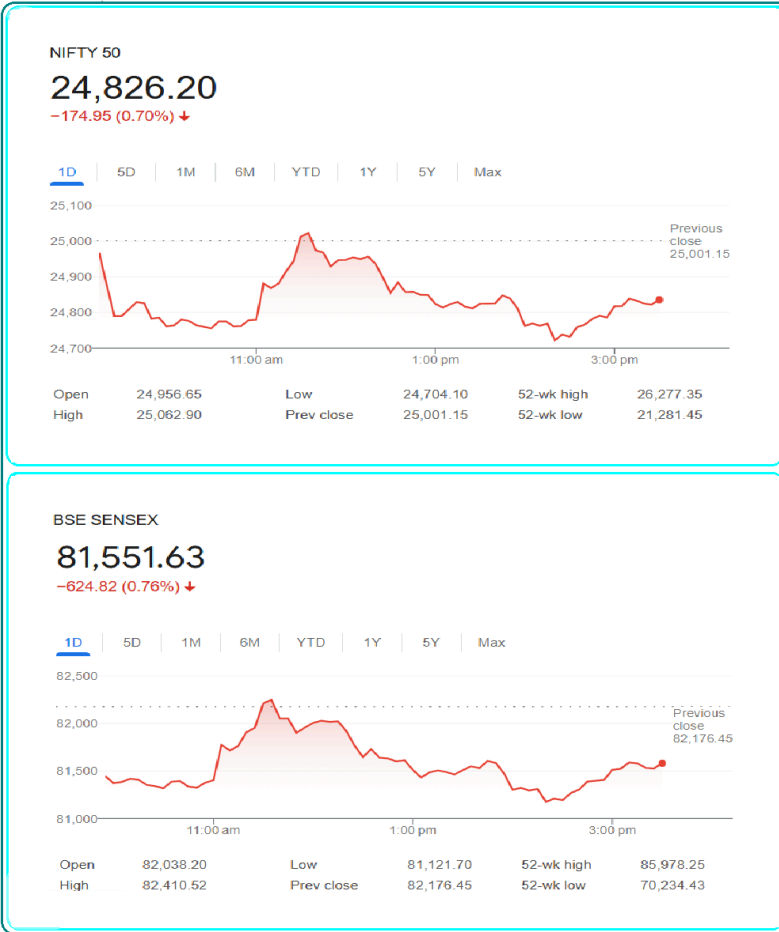 NIFTY 50
24,826.20
−174.95 (0.70%) ↓
1D 5D 1M 6M YTD 1Y 5Y Max
25,100
25,000
24,900
24,800
24,700
Previous
close
25,001.15
11:00 am 1:00 pm 3:00 pm
Open 24,956.65 Low 24,704.10 52-wk high 26,277.35
High 25,062.90 Prev close 25,001.15 52-wk low 21,281.45
BSE SENSEX
81,551.63
−624.82 (0.76%) ↓
1D 5D 1M 6M YTD 1Y 5Y Max
82,500
82,000
81,500
81,000
Previous
close
82,176.45
11:00 am 1:00 pm 3:00 pm
Open 82,038.20 Low 81,121.70 52-wk high 85,978.25
High 82,410.52 Prev close 82,176.45 52-wk low 70,234.43